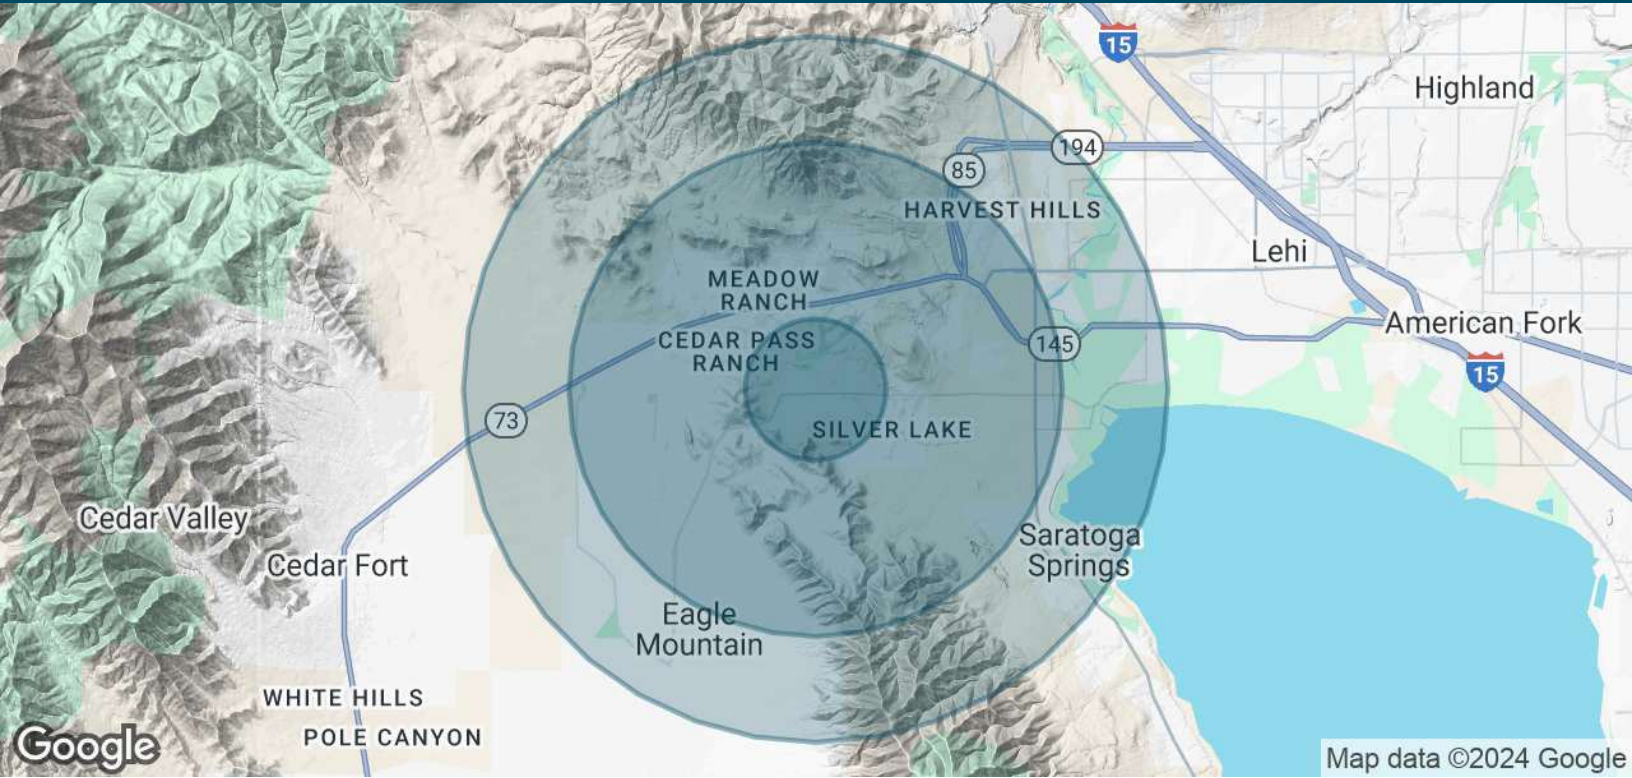 15
Highland
194
85
HARVEST HILLS
Lehi
MEADOW
RANCH
American Fork
CEDAR PASS
RANCH
145
15
73
SILVER LAKE
Cedar Valley
Saratoga
Springs
Cedar Fort
Eagle
Mountain
WHITE HILLS
POLE CANYON
Google
Map data ©2024 Google